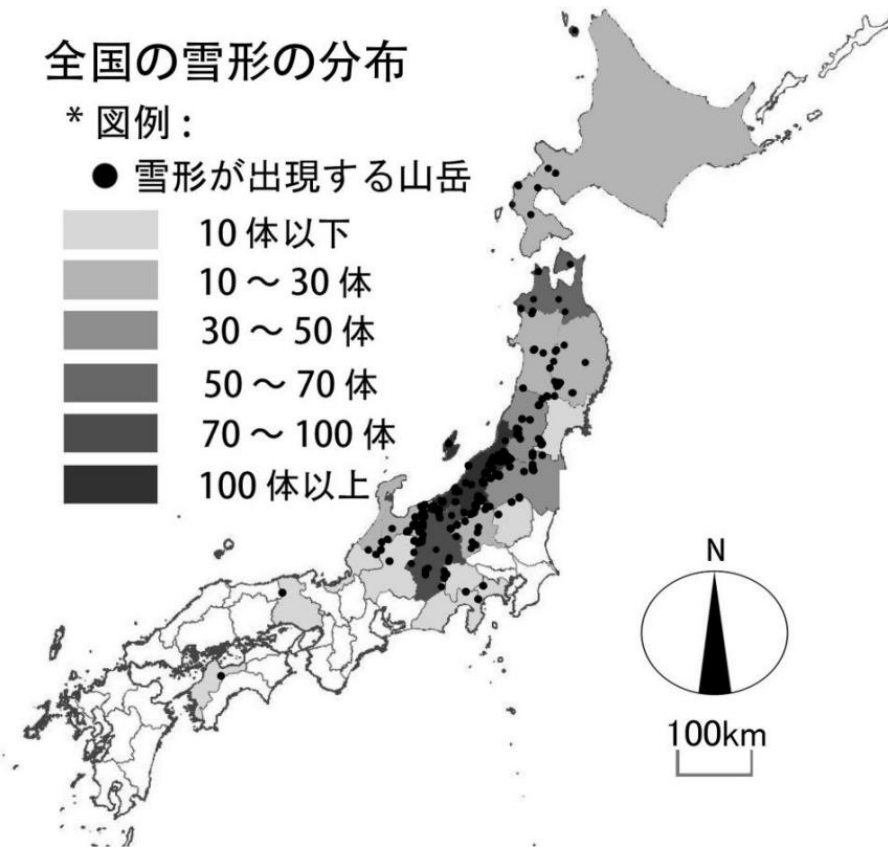 全国の雪形の分布
* 図例 :
● 雪形が出現する山岳
10 体以下
10 ～ 30 体
30 ～ 50 体
50 ～ 70 体
70 ～ 100 体
100 体以上
N
100km